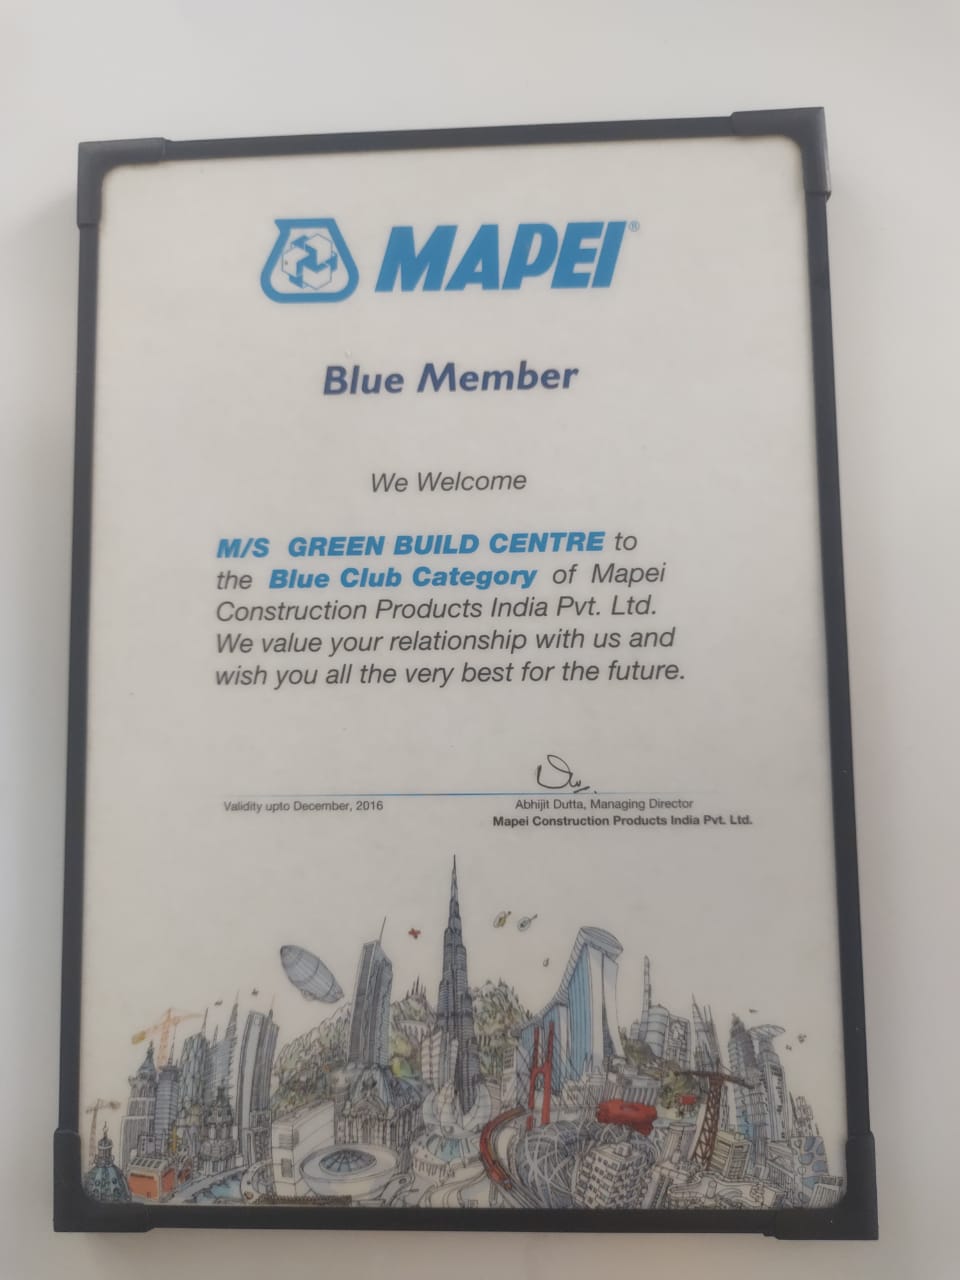 MAPEI®
Blue Member
We Welcome
M/S GREEN BUILD CENTRE to
the Blue Club Category of Mapei
Construction Products India Pvt. Ltd.
We value your relationship with us and
wish you all the very best for the future.
Validity upto December, 2016
Abhijit Dutta, Managing Director
Mapei Construction Products India Pvt. Ltd.